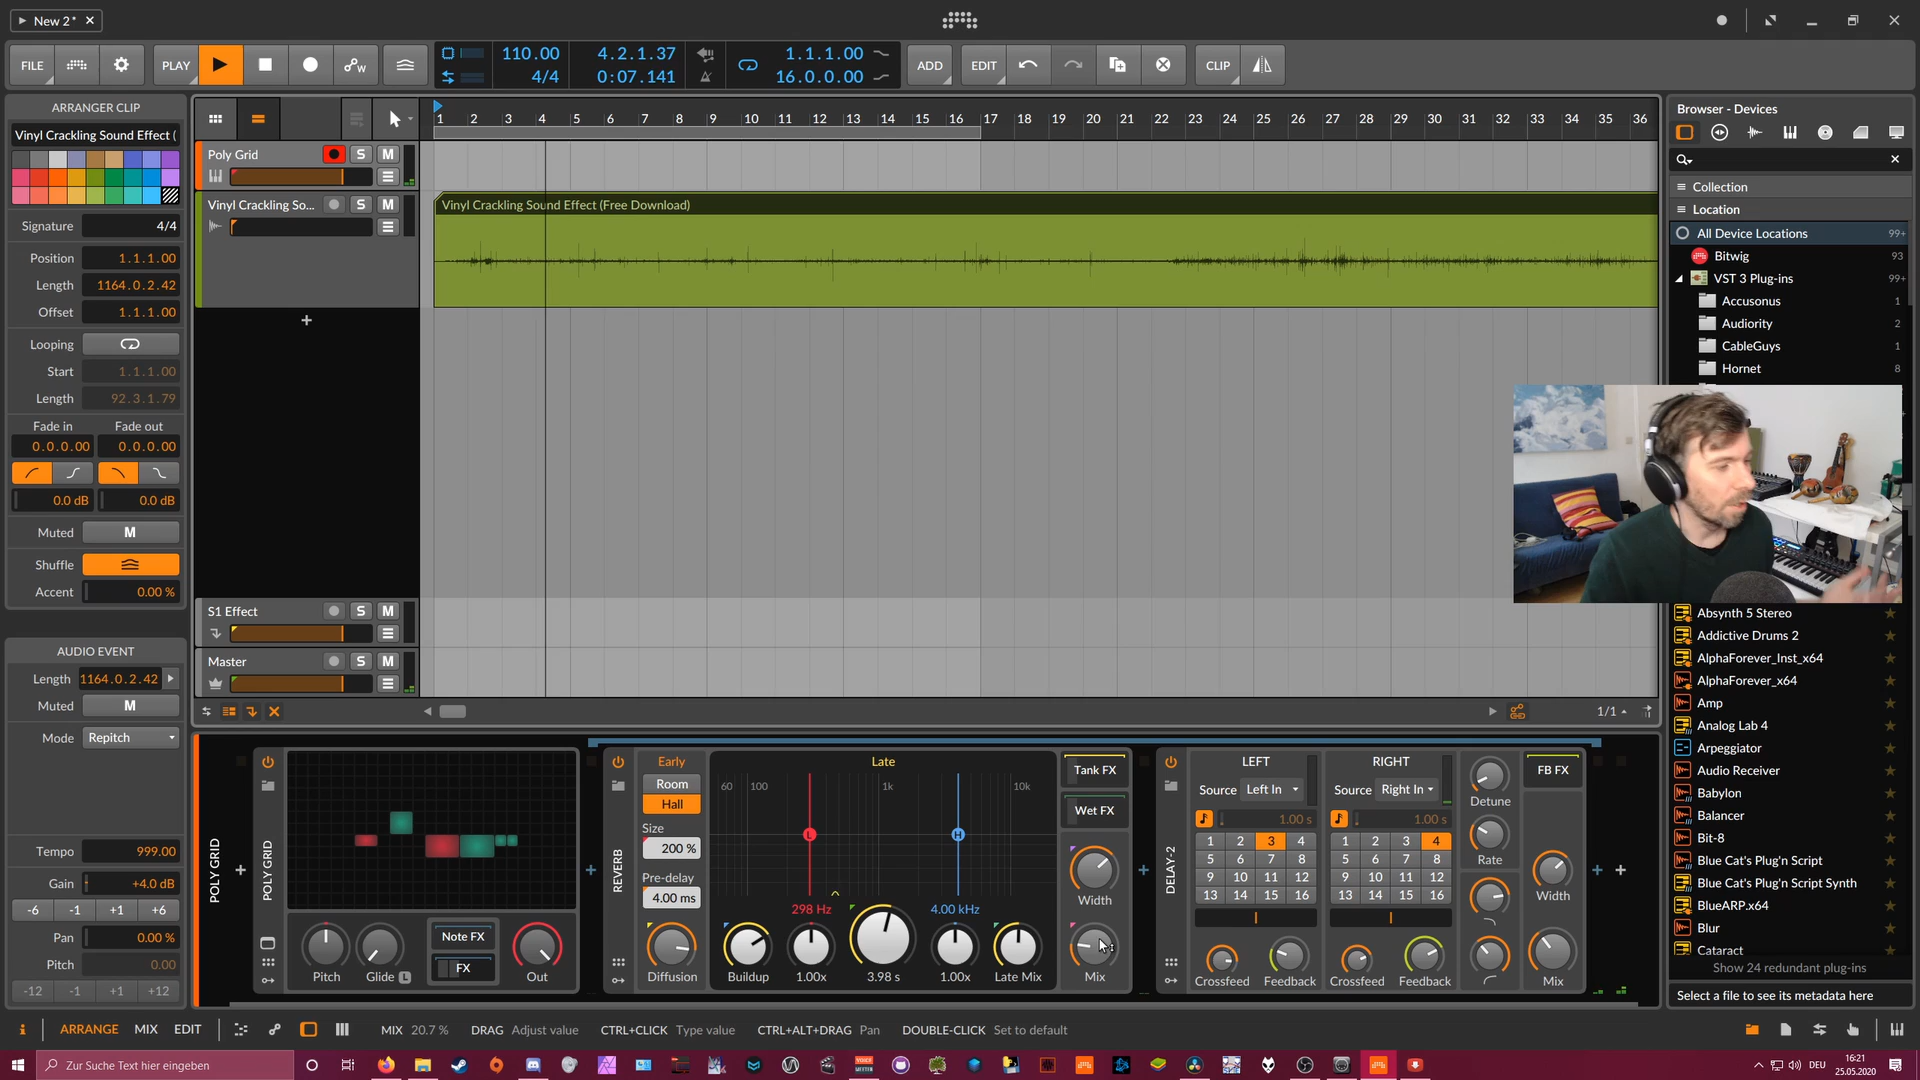 New 2*
FILE
PLAY
110.00
4/4
4.2.1.37
0:07.141
1.1.1.00
16.0.0.00
ADD
EDIT
CLIP
ARRANGER CLIP
Vinyl Crackling Sound Effect (
Signature 4/4
Position 1.1.1.00
Length 1164.0.2.42
Offset 1.1.1.00
Looping
Start 1.1.1.00
Length 92.3.1.79
Fade in Fade out
0.0.0.00 0.0.0.00
0.0 dB 0.0 dB
Muted M
Shuffle
Accent 0.00 %
AUDIO EVENT
Length 1164.0.2.42
Muted M
Mode Repitch
Tempo 999.00
Gain +4.0 dB
-6 -1 +1 +6
Pan 0.00 %
Pitch 0.00
-12 -1 +1 +12
1 2 3 4 5 6 7 8 9 10 11 12 13 14 15 16 17 18 19 20 21 22 23 24 25 26 27 28 29 30 31 32 33 34 35 36
Poly Grid S M
Vinyl Crackling So... S M
Vinyl Crackling Sound Effect (Free Download)
S1 Effect S M
Master S M
1/1
POLY GRID
POLY GRID
Pitch Glide L
Note FX
FX
Out
REVERB
Early
Room
Hall
Size
200 %
Pre-delay
4.00 ms
Diffusion
Late
60 100 1k 10k
L H
298 Hz 4.00 kHz
Buildup 1.00x 3.98 s 1.00x Late Mix
Tank FX
Wet FX
Width
Mix
DELAY-2
LEFT
Source Left In
1.00 s
1 2 3 4
5 6 7 8
9 10 11 12
13 14 15 16
Crossfeed Feedback
RIGHT
Source Right In
1.00 s
1 2 3 4
5 6 7 8
9 10 11 12
13 14 15 16
Crossfeed Feedback
Detune
Rate
FB FX
Width
Mix
Browser - Devices
Collection
Location
All Device Locations 99+
Bitwig 93
VST 3 Plug-ins 99+
Accusonus 1
Audiority 2
CableGuys 1
Hornet 8
Absynth 5 Stereo
Addictive Drums 2
AlphaForever_Inst_x64
AlphaForever_x64
Amp
Analog Lab 4
Arpeggiator
Audio Receiver
Babylon
Balancer
Bit-8
Blue Cat's Plug'n Script
Blue Cat's Plug'n Script Synth
BlueARP.x64
Blur
Cataract
Show 24 redundant plug-ins
Select a file to see its metadata here
ARRANGE MIX EDIT
MIX 20.7 % DRAG Adjust value CTRL+CLICK Type value CTRL+ALT+DRAG Pan DOUBLE-CLICK Set to default
Zur Suche Text hier eingeben
DEU
16:21
25.05.2020